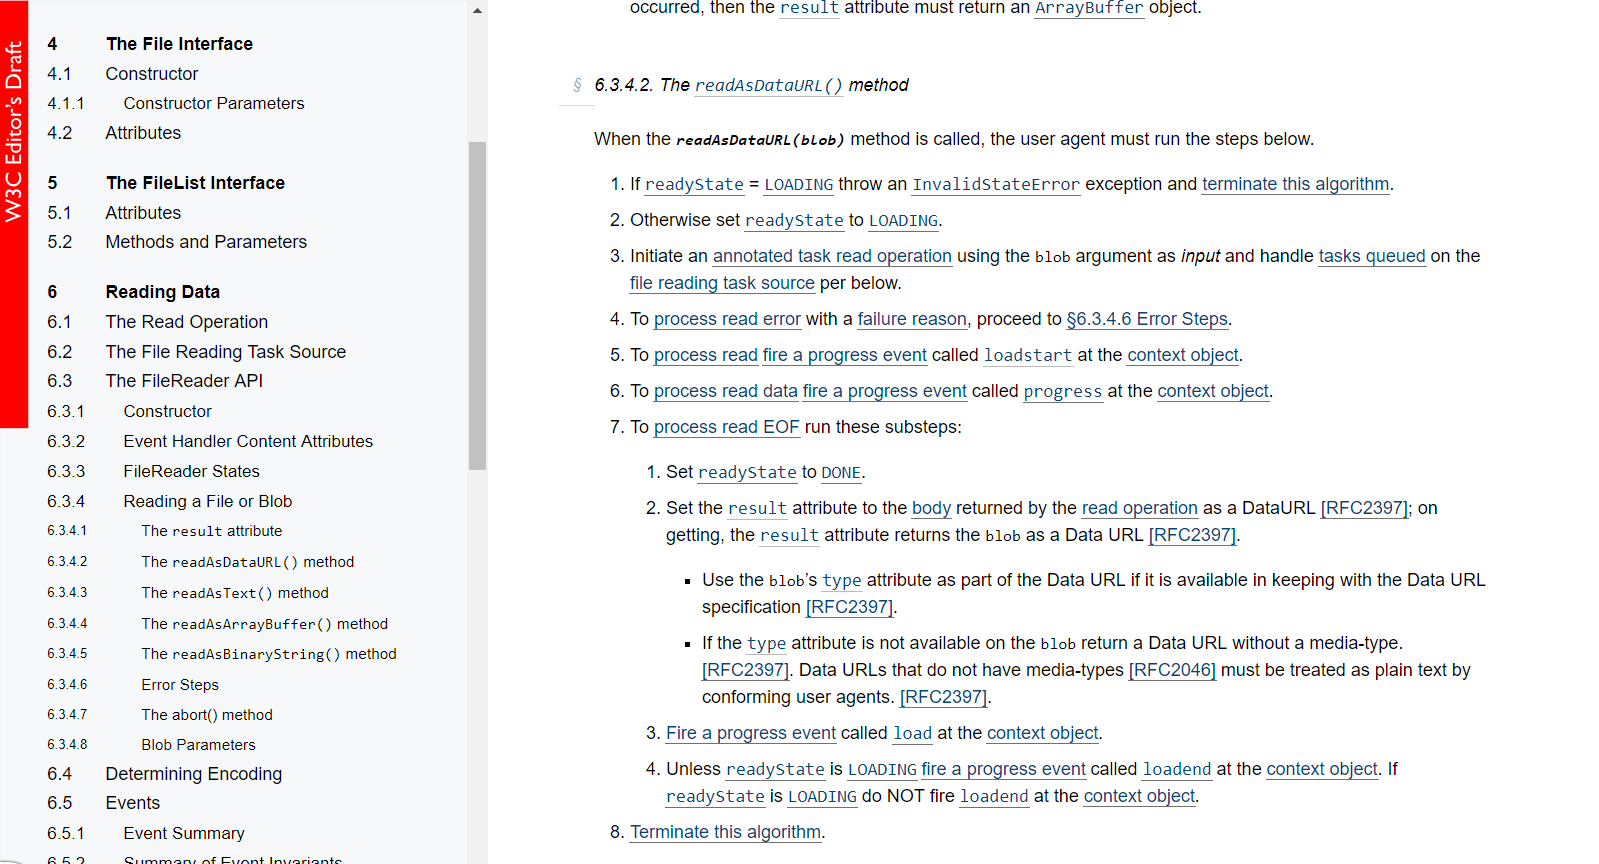 W3C Editor's Draft
4 The File Interface
4.1 Constructor
4.1.1 Constructor Parameters
4.2 Attributes
5 The FileList Interface
5.1 Attributes
5.2 Methods and Parameters
6 Reading Data
6.1 The Read Operation
6.2 The File Reading Task Source
6.3 The FileReader API
6.3.1 Constructor
6.3.2 Event Handler Content Attributes
6.3.3 FileReader States
6.3.4 Reading a File or Blob
6.3.4.1 The result attribute
6.3.4.2 The readAsDataURL() method
6.3.4.3 The readAsText() method
6.3.4.4 The readAsArrayBuffer() method
6.3.4.5 The readAsBinaryString() method
6.3.4.6 Error Steps
6.3.4.7 The abort() method
6.3.4.8 Blob Parameters
6.4 Determining Encoding
6.5 Events
6.5.1 Event Summary
6.5.2 Summary of Event Invariants
occurred, then the result attribute must return an ArrayBuffer object.
§ 6.3.4.2. The readAsDataURL() method
When the readAsDataURL(blob) method is called, the user agent must run the steps below.
1. If readyState = LOADING throw an InvalidStateError exception and terminate this algorithm.
2. Otherwise set readyState to LOADING.
3. Initiate an annotated task read operation using the blob argument as input and handle tasks queued on the
file reading task source per below.
4. To process read error with a failure reason, proceed to §6.3.4.6 Error Steps.
5. To process read fire a progress event called loadstart at the context object.
6. To process read data fire a progress event called progress at the context object.
7. To process read EOF run these substeps:
1. Set readyState to DONE.
2. Set the result attribute to the body returned by the read operation as a DataURL [RFC2397]; on
getting, the result attribute returns the blob as a Data URL [RFC2397].
▪ Use the blob's type attribute as part of the Data URL if it is available in keeping with the Data URL
specification [RFC2397].
▪ If the type attribute is not available on the blob return a Data URL without a media-type.
[RFC2397]. Data URLs that do not have media-types [RFC2046] must be treated as plain text by
conforming user agents. [RFC2397].
3. Fire a progress event called load at the context object.
4. Unless readyState is LOADING fire a progress event called loadend at the context object. If
readyState is LOADING do NOT fire loadend at the context object.
8. Terminate this algorithm.